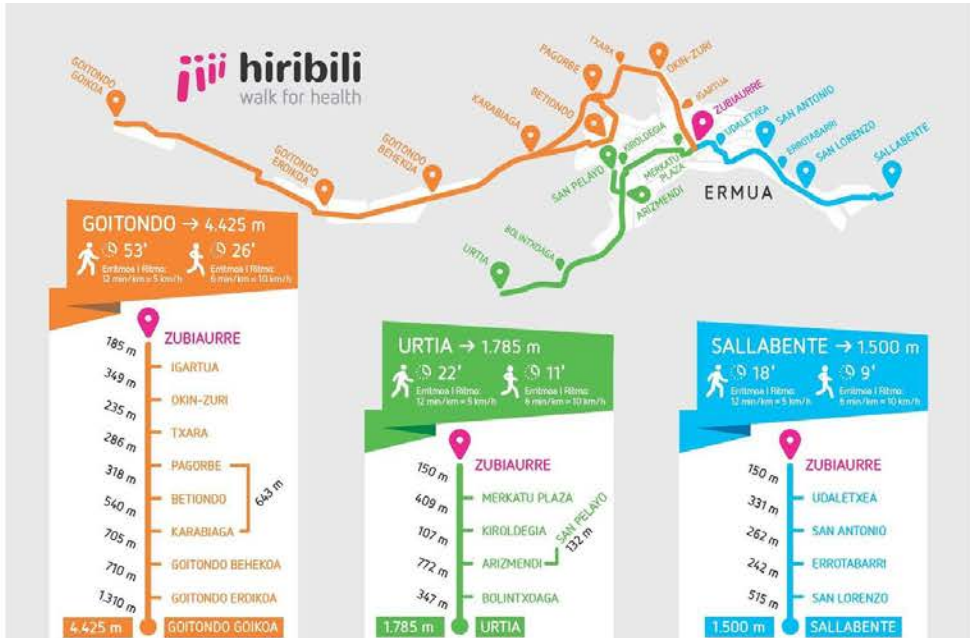 hiribili
walk for health
GOITONDO
GOIKOA
GOITONDO
ERDIKOA
GOITONDO
BEHEKOA
KARABIAGA
BETIONDO
PAGORBE
TXARA
OKIN-ZURI
IGARTUA
ZUBIAURRE
UDALETXEA
SAN ANTONIO
ERROTABARRI
SAN LORENZO
SALLABENTE
ERMUA
MERKATU
PLAZA
KIROLDEGIA
SAN PELAYO
ARIZMENDI
BOLINTXOAGA
URTIA
GOITONDO → 4.425 m
53' 26'
Erritmoa | Ritmo: Erritmoa | Ritmo:
12 min/km = 5 km/h 6 min/km = 10 km/h
ZUBIAURRE
185 m
IGARTUA
349 m
OKIN-ZURI
235 m
TXARA
286 m
PAGORBE
318 m
BETIONDO
643 m
540 m
KARABIAGA
705 m
GOITONDO BEHEKOA
710 m
GOITONDO ERDIKOA
1.310 m
4.425 m GOITONDO GOIKOA
URTIA → 1.785 m
22' 11'
Erritmoa | Ritmo: Erritmoa | Ritmo:
12 min/km = 5 km/h 6 min/km = 10 km/h
ZUBIAURRE
150 m
MERKATU PLAZA
409 m
KIROLDEGIA
107 m
ARIZMENDI
SAN PELAYO
132 m
772 m
BOLINTXOAGA
347 m
1.785 m URTIA
SALLABENTE → 1.500 m
18' 9'
Erritmoa | Ritmo: Erritmoa | Ritmo:
12 min/km = 5 km/h 6 min/km = 10 km/h
ZUBIAURRE
150 m
UDALETXEA
331 m
SAN ANTONIO
262 m
ERROTABARRI
242 m
SAN LORENZO
515 m
1.500 m SALLABENTE